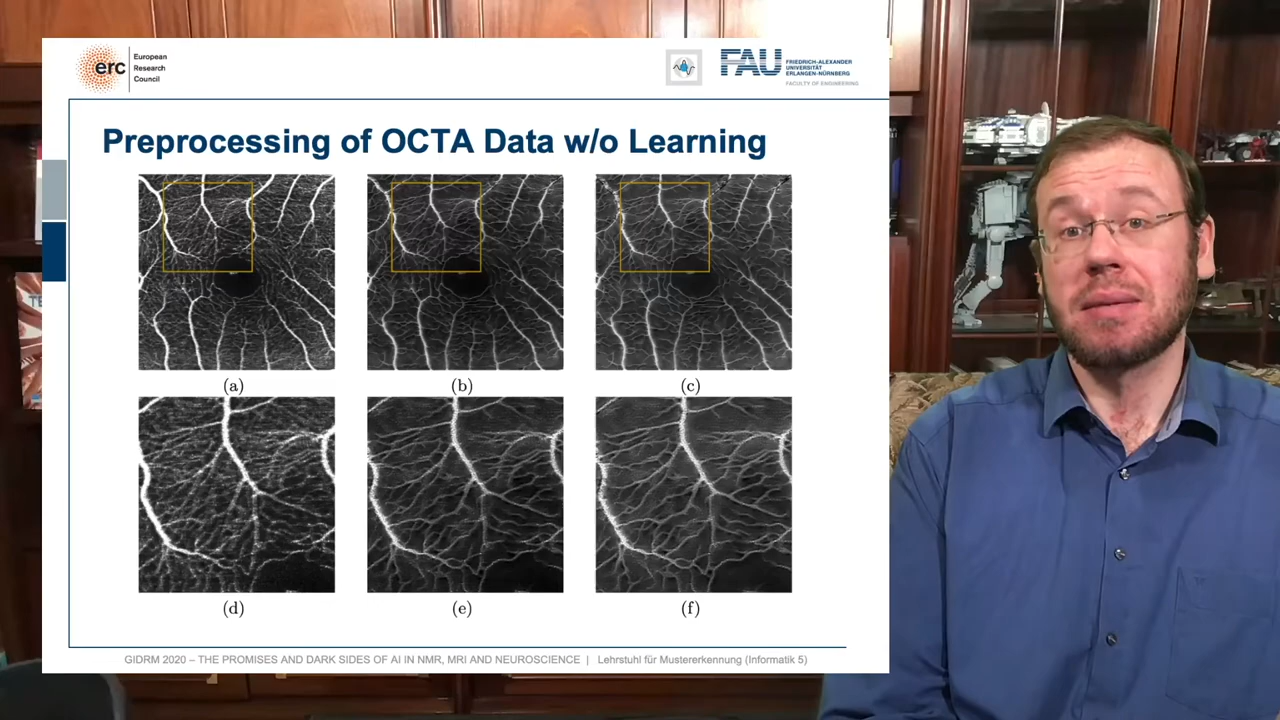 erc
European
Research
Council
FAU
FRIEDRICH-ALEXANDER
UNIVERSITÄT
ERLANGEN-NÜRNBERG
FACULTY OF ENGINEERING
Preprocessing of OCTA Data w/o Learning
(a)
(b)
(c)
(d)
(e)
(f)
GIDRM 2020 – THE PROMISES AND DARK SIDES OF AI IN NMR, MRI AND NEUROSCIENCE | Lehrstuhl für Mustererkennung (Informatik 5)
TE